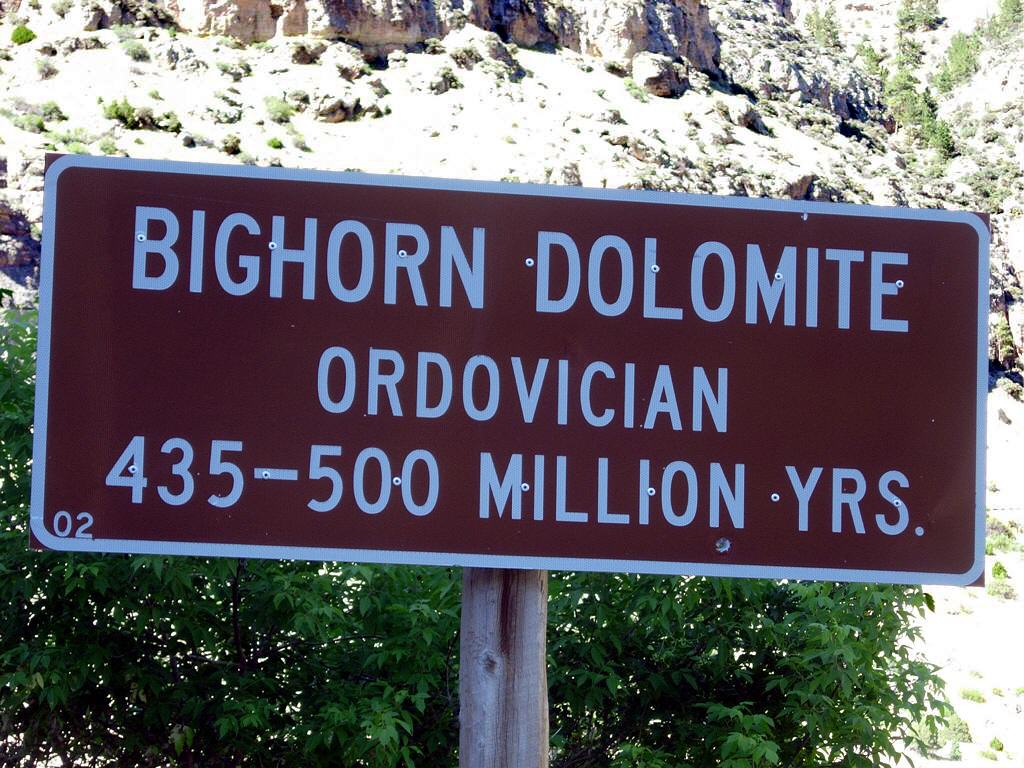 BIGHORN DOLOMITE
ORDOVICIAN
435-500 MILLION YRS.
02